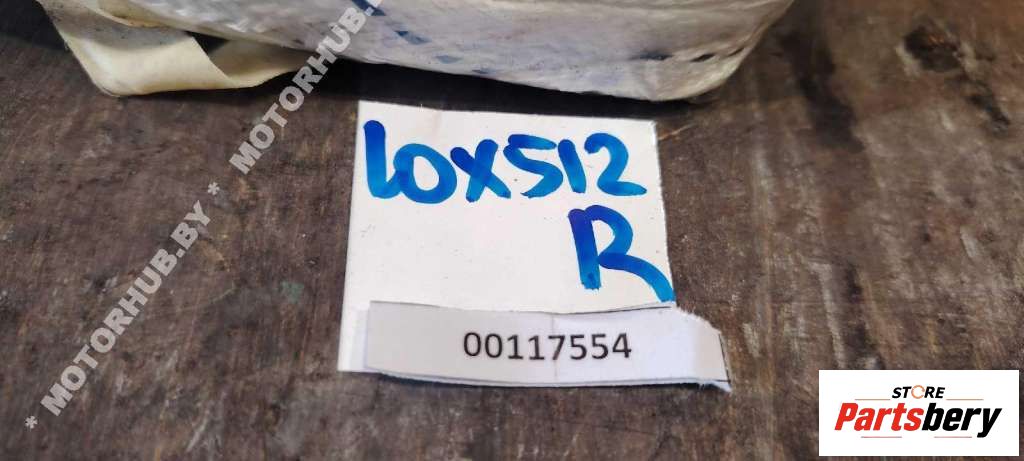 * MOTORHUB.BY * MOTORHUB.BY
10X512
R
00117554
STORE
Partsbery